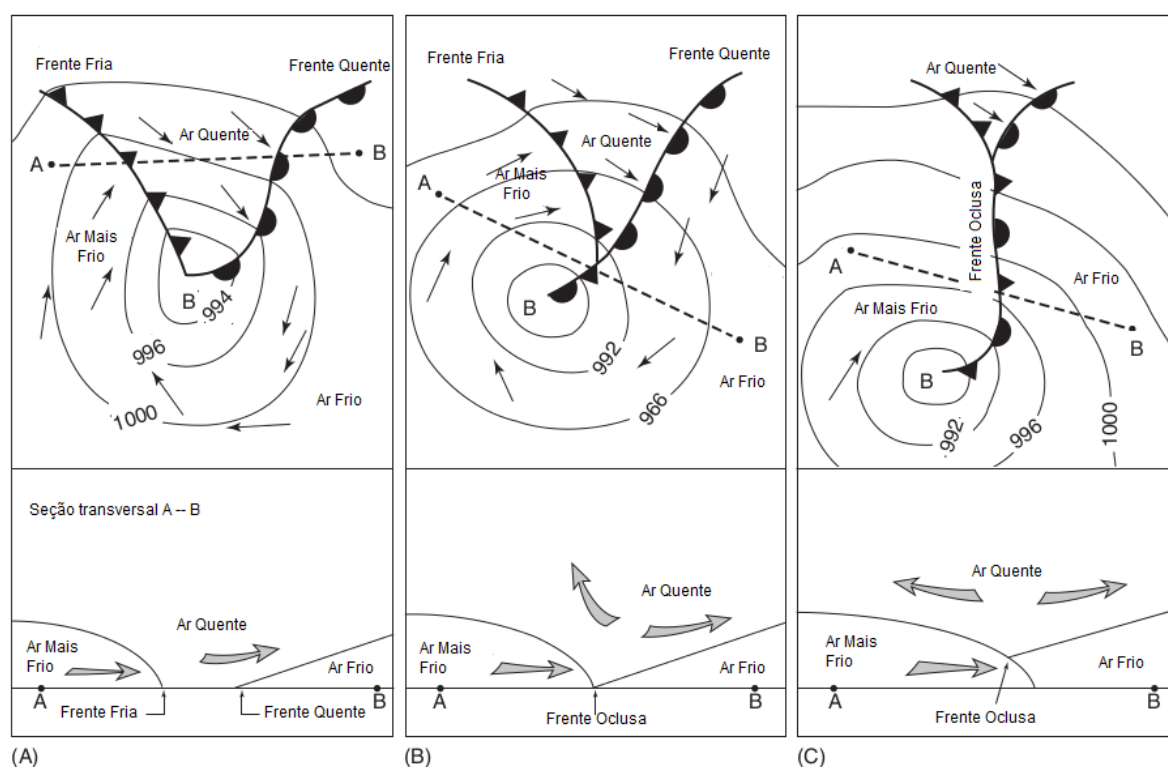 Frente Fria
Frente Quente
Ar Quente
A
B
Ar Mais
Frio
B
994
996
1000
Ar Frio
Seção transversal A -- B
Ar Quente
Ar Mais
Frio
Ar Frio
A
B
Frente Fria
Frente Quente
(A)
Frente Fria
Frente Quente
Ar Quente
Ar Mais
Frio
A
B
992
B
966
Ar Frio
Ar Quente
Ar Mais
Frio
Ar Frio
A
B
Frente Oclusa
(B)
Ar Quente
Frente Oclusa
A
Ar Frio
Ar Mais Frio
B
B
992
996
1000
Ar Quente
Ar Mais
Frio
Ar Frio
A
B
Frente Oclusa
(C)